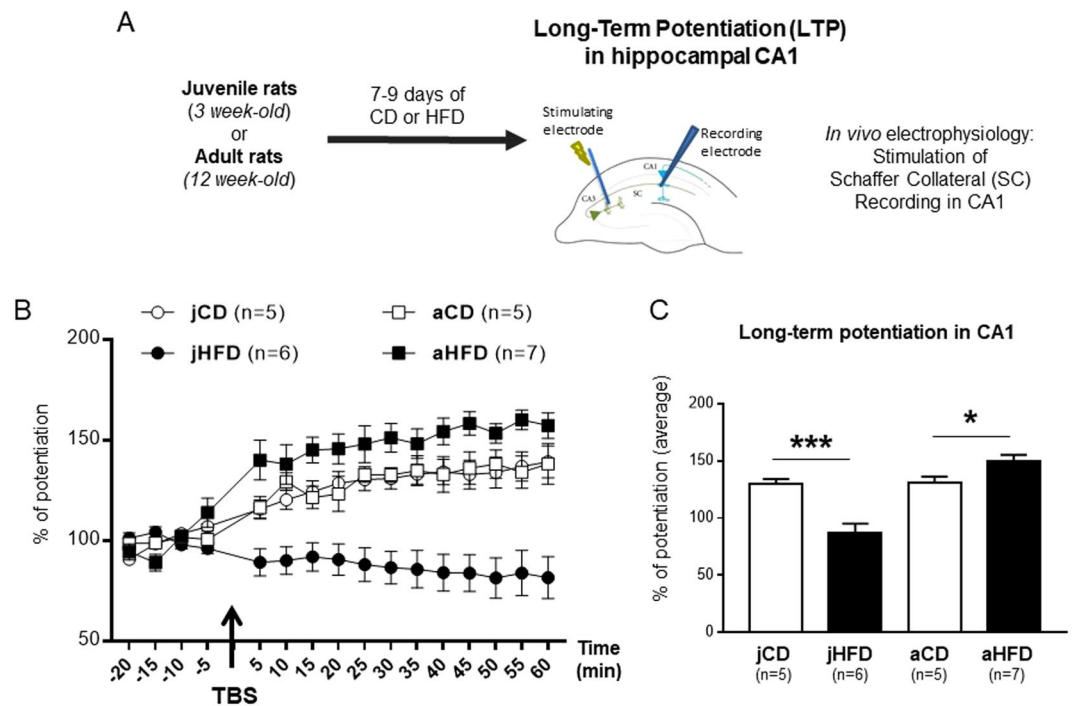 A
Long-Term Potentiation (LTP)
in hippocampal CA1
Juvenile rats
(3 week-old)
or
Adult rats
(12 week-old)
7-9 days of
CD or HFD
Stimulating
electrode
Recording
electrode
CA1
CA3
SC
In vivo electrophysiology:
Stimulation of
Schaffer Collateral (SC)
Recording in CA1
B
jCD (n=5)
aCD (n=5)
jHFD (n=6)
aHFD (n=7)
% of potentiation
200
150
100
50
-20 -15 -10 -5 5 10 15 20 25 30 35 40 45 50 55 60
Time
(min)
TBS
C
Long-term potentiation in CA1
% of potentiation (average)
200
150
100
50
0
***
*
jCD jHFD aCD aHFD
(n=5) (n=6) (n=5) (n=7)